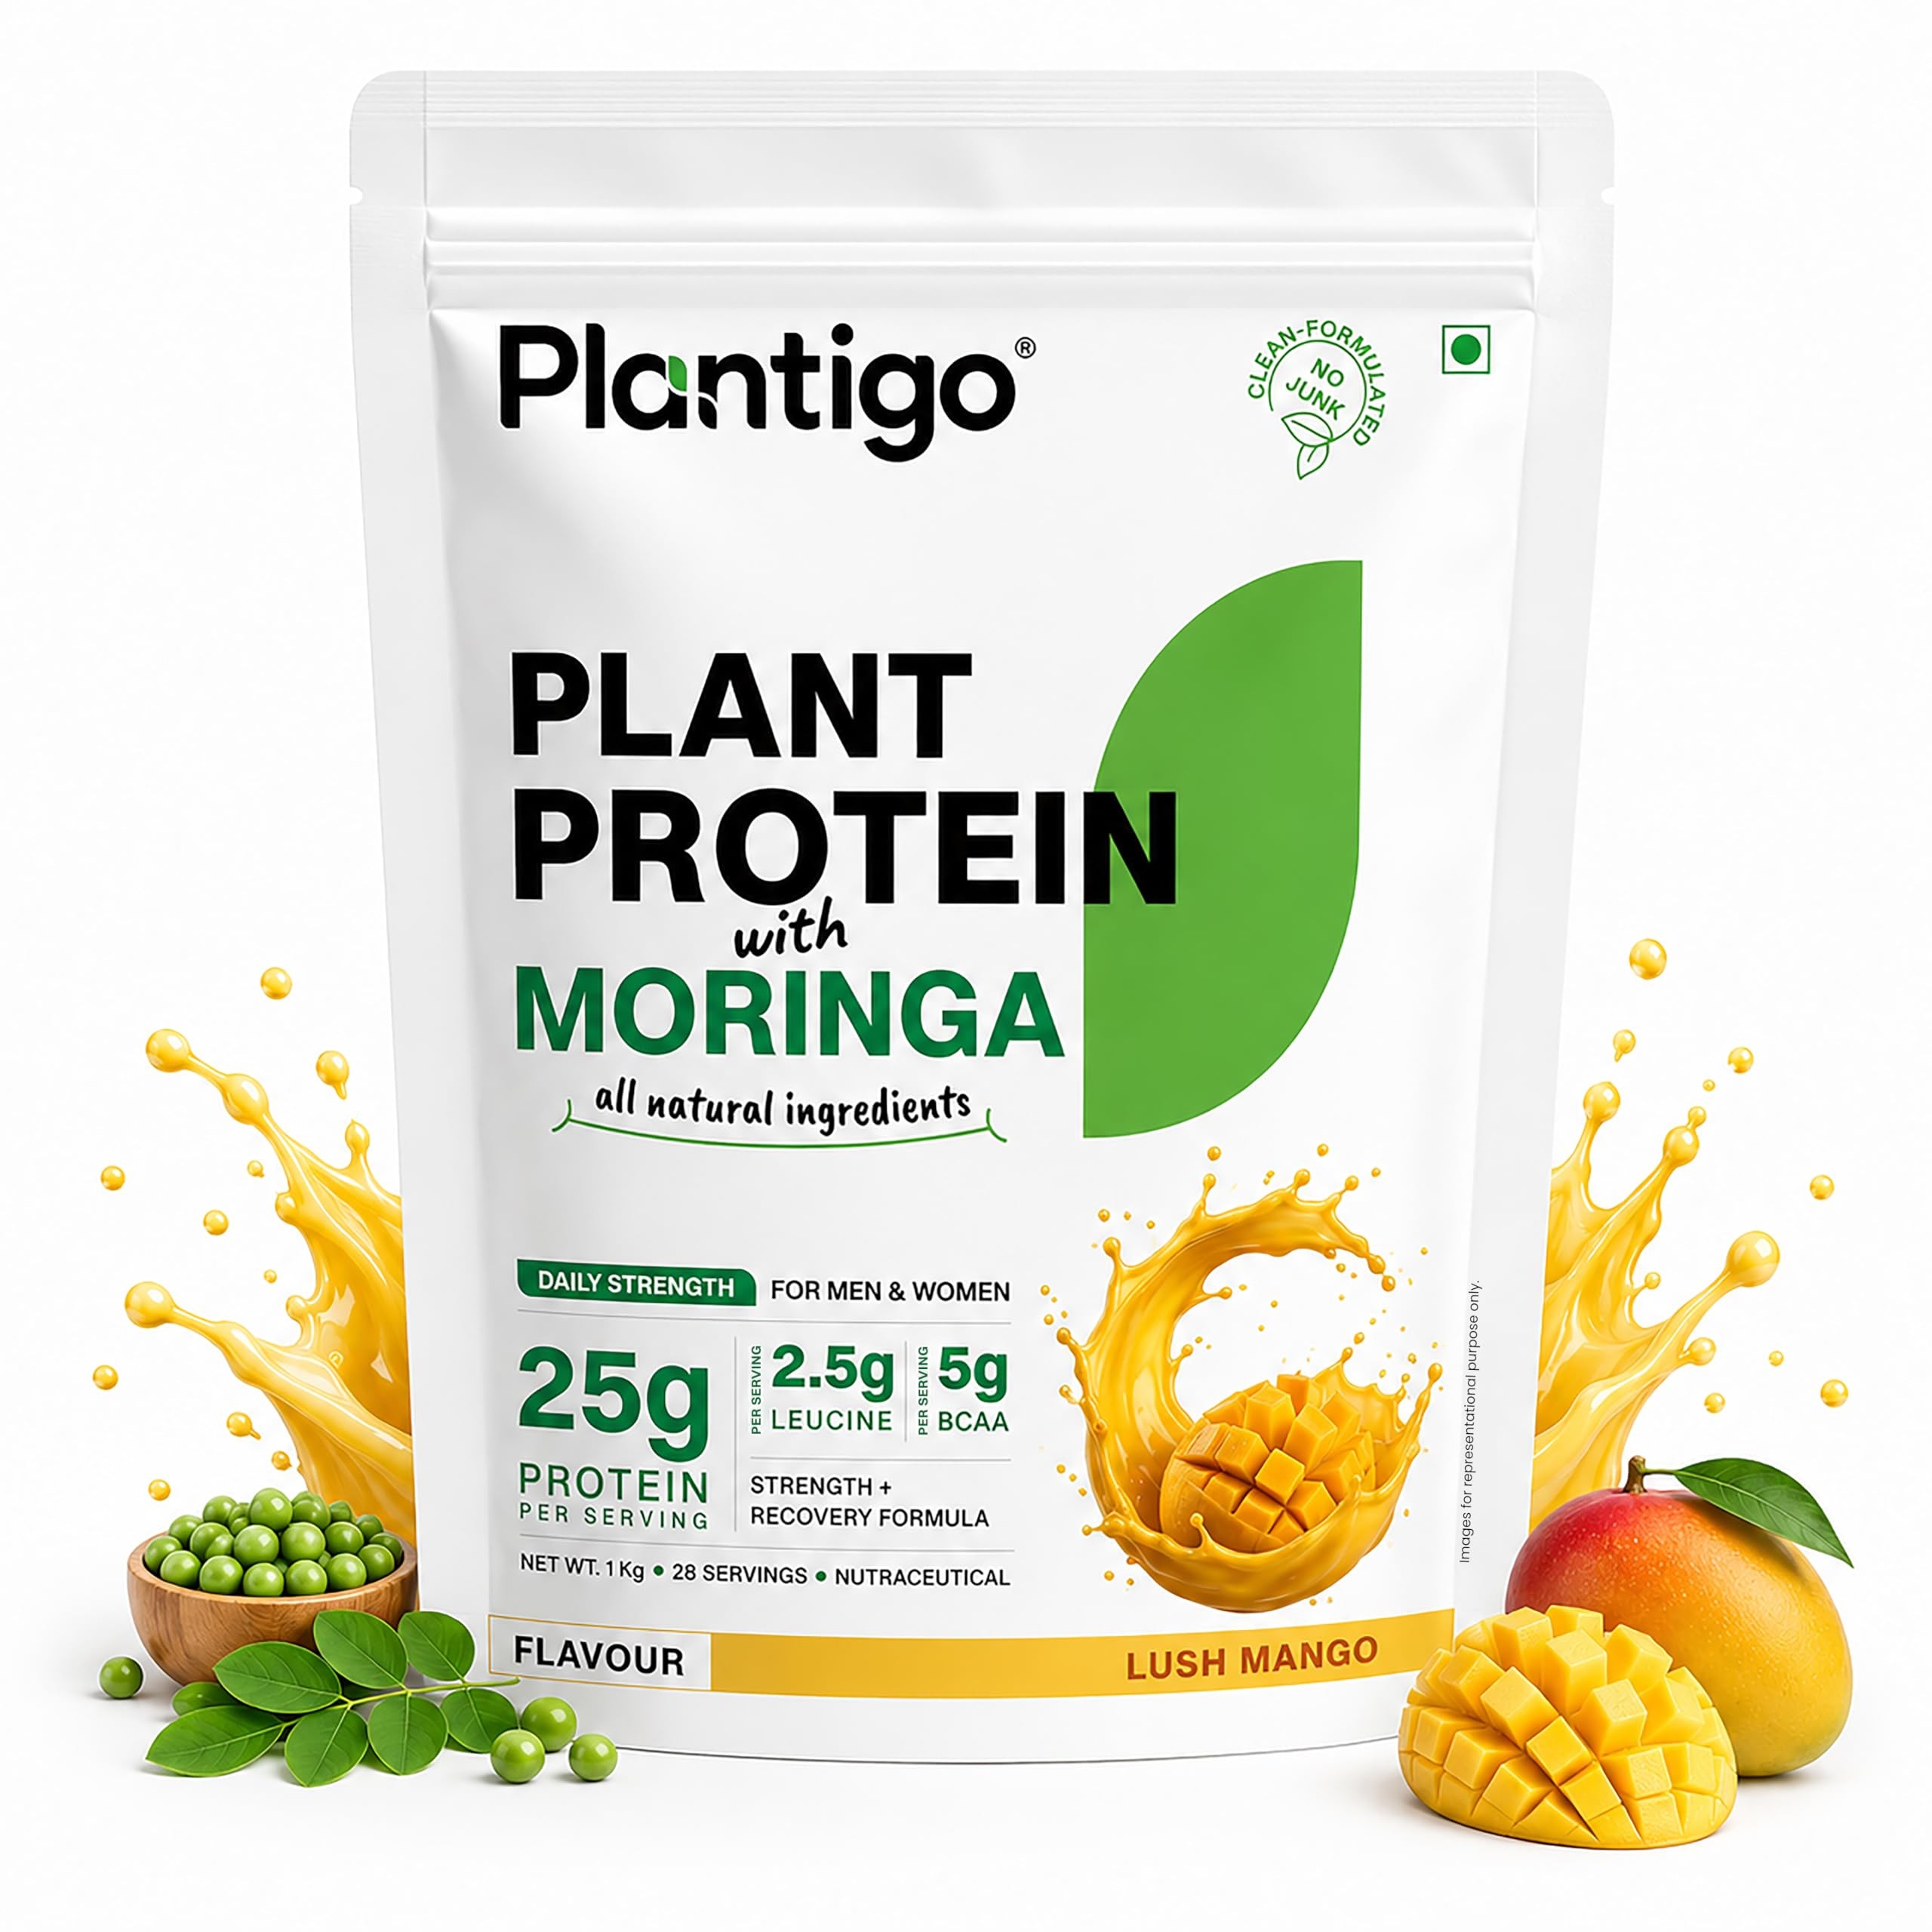 Plantigo®
CLEAN-FORMULATED
NO
JUNK
PLANT
PROTEIN
with
MORINGA
all natural ingredients
DAILY STRENGTH FOR MEN & WOMEN
25g
PROTEIN
PER SERVING
PER SERVING
2.5g
LEUCINE
PER SERVING
5g
BCAA
STRENGTH +
RECOVERY FORMULA
NET WT. 1 Kg • 28 SERVINGS • NUTRACEUTICAL
Images for representational purpose only.
FLAVOUR
LUSH MANGO